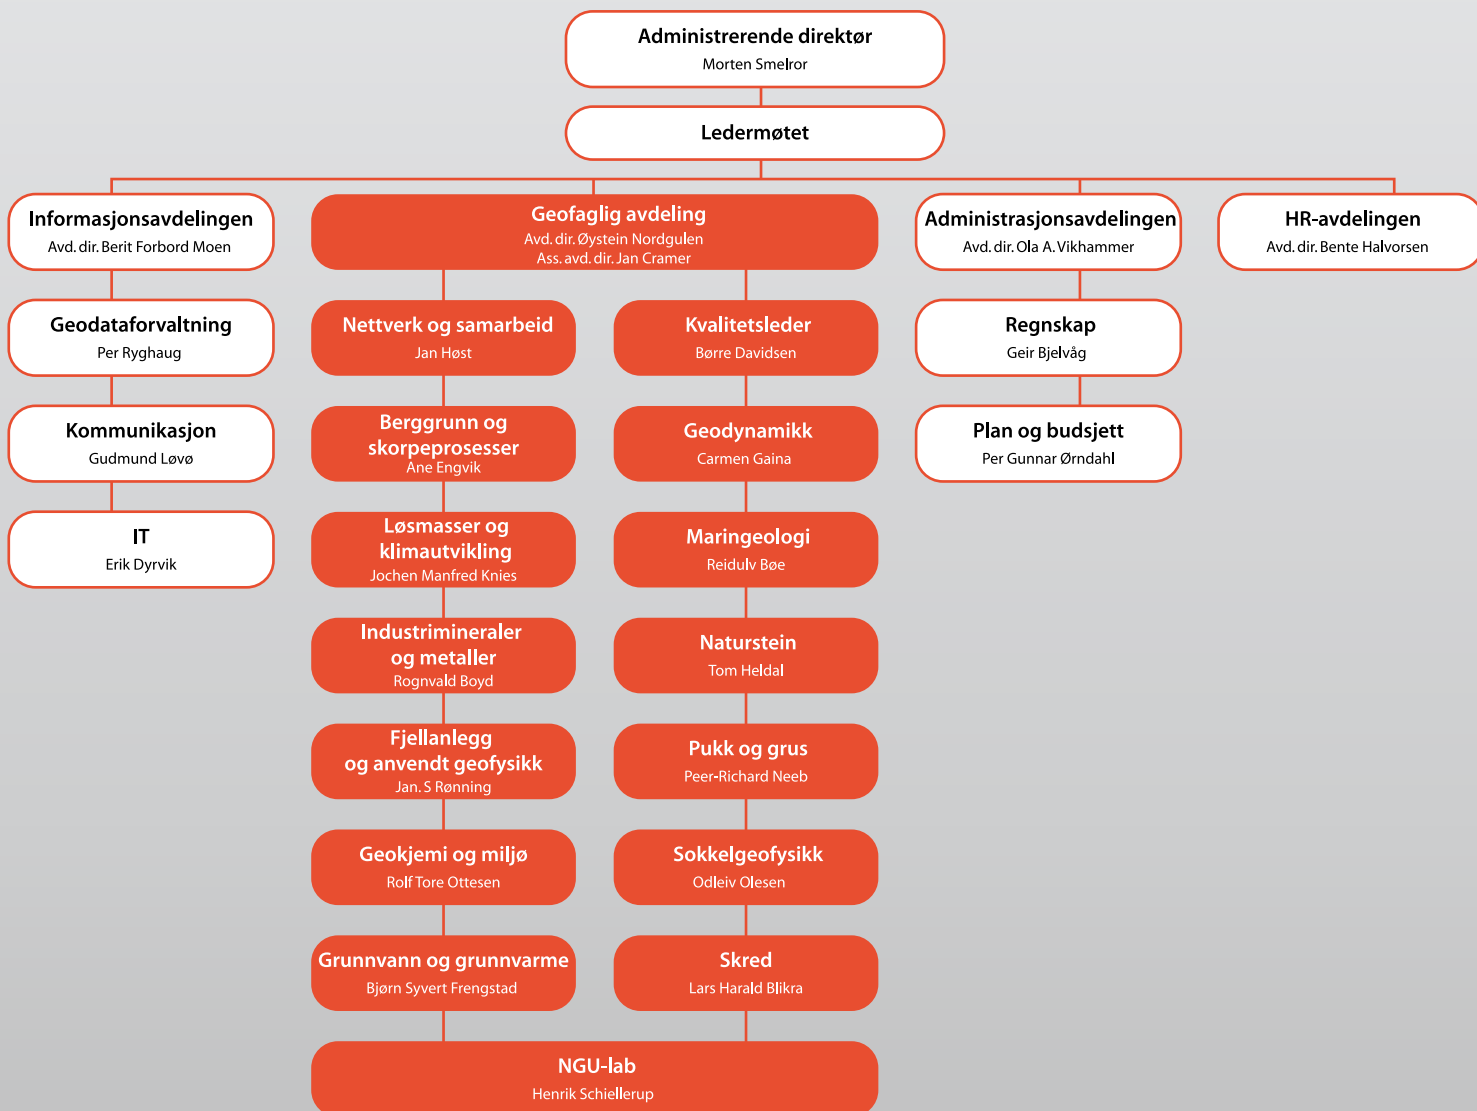 Administrerende direktør
Morten Smelror
Ledermøtet
Informasjonsavdelingen
Avd. dir. Berit Forbord Moen
Geodataforvaltning
Per Ryghaug
Kommunikasjon
Gudmund Løvø
IT
Erik Dyrvik
Geofaglig avdeling
Avd. dir. Øystein Nordgulen
Ass. avd. dir. Jan Cramer
Nettverk og samarbeid
Jan Høst
Berggrunn og
skorpeprosesser
Ane Engvik
Løsmasser og
klimautvikling
Jochen Manfred Knies
Industrimineraler
og metaller
Rognvald Boyd
Fjellanlegg
og anvendt geofysikk
Jan. S Rønning
Geokjemi og miljø
Rolf Tore Ottesen
Grunnvann og grunnvarme
Bjørn Syvert Frengstad
Kvalitetsleder
Børre Davidsen
Geodynamikk
Carmen Gaina
Maringeologi
Reidulv Bøe
Naturstein
Tom Heldal
Pukk og grus
Peer-Richard Neeb
Sokkelgeofysikk
Odleiv Olesen
Skred
Lars Harald Blikra
NGU-lab
Henrik Schiellerup
Administrasjonsavdelingen
Avd. dir. Ola A. Vikhammer
Regnskap
Geir Bjelvåg
Plan og budsjett
Per Gunnar Ørndahl
HR-avdelingen
Avd. dir. Bente Halvorsen